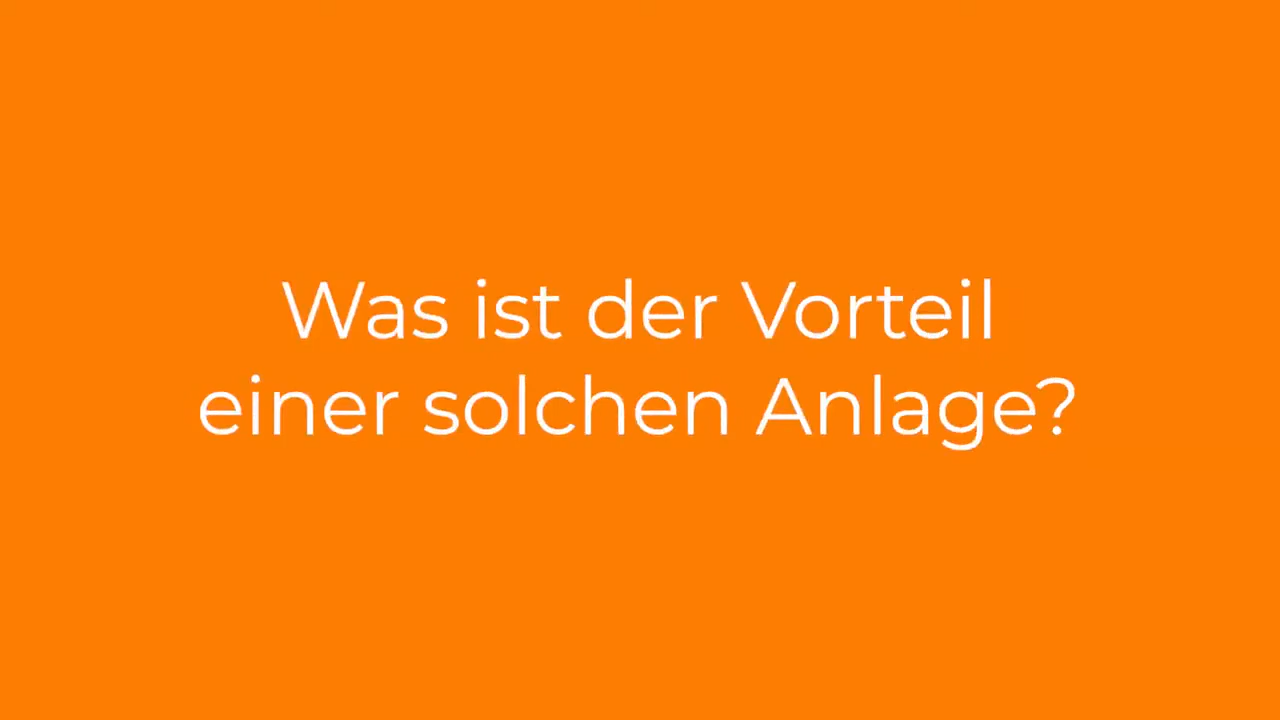 Was ist der Vorteil
einer solchen Anlage?